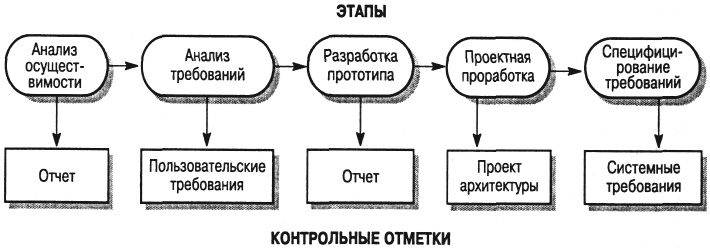 ЭТАПЫ
Анализ
осущест-
вимости
Анализ
требований
Разработка
прототипа
Проектная
проработка
Специфици-
рование
требований
Отчет
Пользовательские
требования
Отчет
Проект
архитектуры
Системные
требования
КОНТРОЛЬНЫЕ ОТМЕТКИ